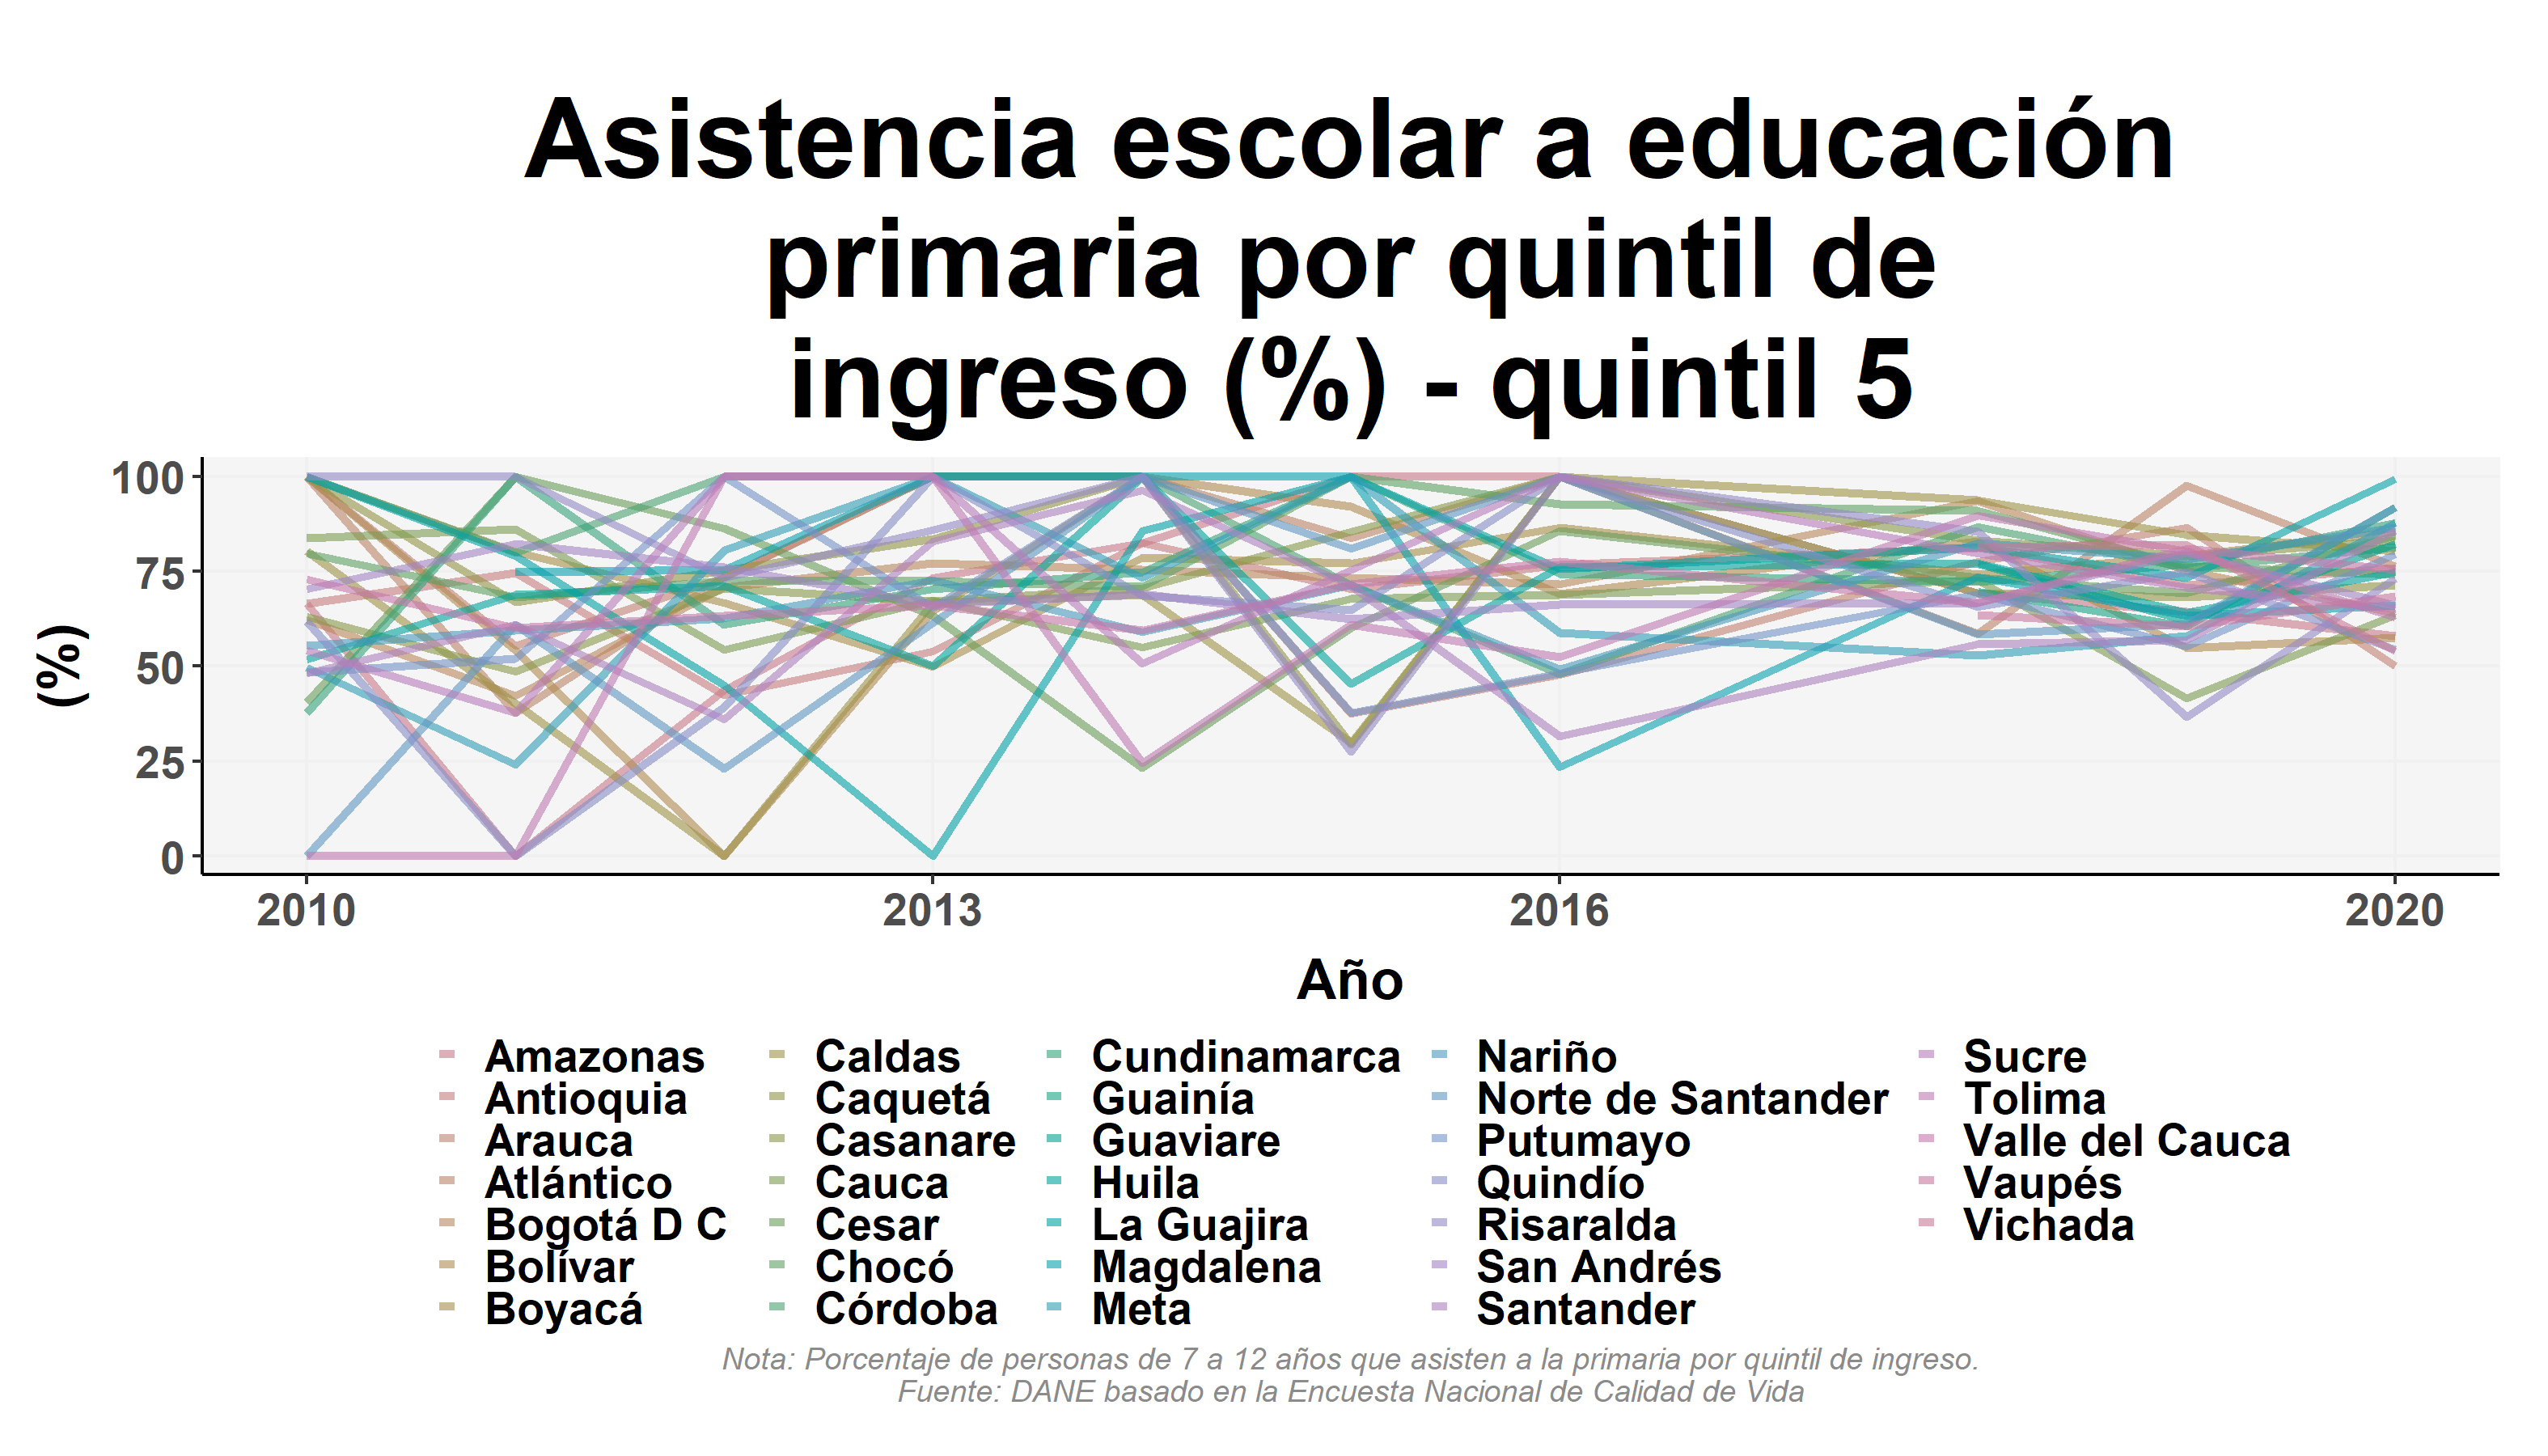 Asistencia escolar a educación
primaria por quintil de
ingreso (%) - quintil 5
(%)
100
75
50
25
0
2010 2013 2016 2020
Año
Amazonas
Antioquia
Arauca
Atlántico
Bogotá D C
Bolívar
Boyacá
Caldas
Caquetá
Casanare
Cauca
Cesar
Chocó
Córdoba
Cundinamarca
Guainía
Guaviare
Huila
La Guajira
Magdalena
Meta
Nariño
Norte de Santander
Putumayo
Quindío
Risaralda
San Andrés
Santander
Sucre
Tolima
Valle del Cauca
Vaupés
Vichada
Nota: Porcentaje de personas de 7 a 12 años que asisten a la primaria por quintil de ingreso.
Fuente: DANE basado en la Encuesta Nacional de Calidad de Vida